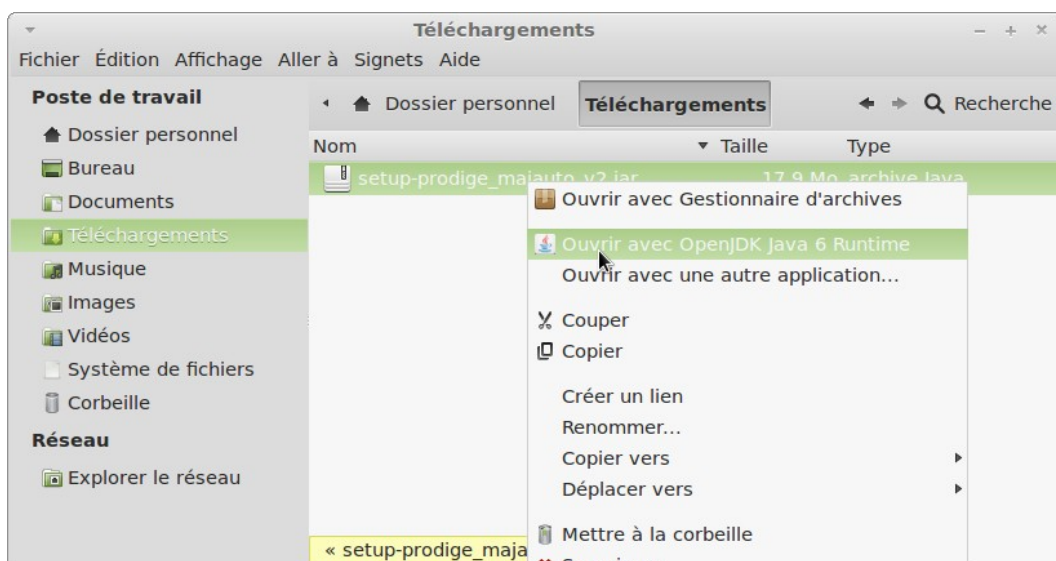 Téléchargements
Fichier Édition Affichage Aller à Signets Aide
Poste de travail
Dossier personnel
Bureau
Documents
Téléchargements
Musique
Images
Vidéos
Système de fichiers
Corbeille
Réseau
Explorer le réseau
Dossier personnel Téléchargements Recherche
Nom Taille Type
setup-prodige_majauto_v2.jar 17,9 Mo archive Java
Ouvrir avec Gestionnaire d'archives
Ouvrir avec OpenJDK Java 6 Runtime
Ouvrir avec une autre application...
Couper
Copier
Créer un lien
Renommer...
Copier vers
Déplacer vers
Mettre à la corbeille
« setup-prodige_maja